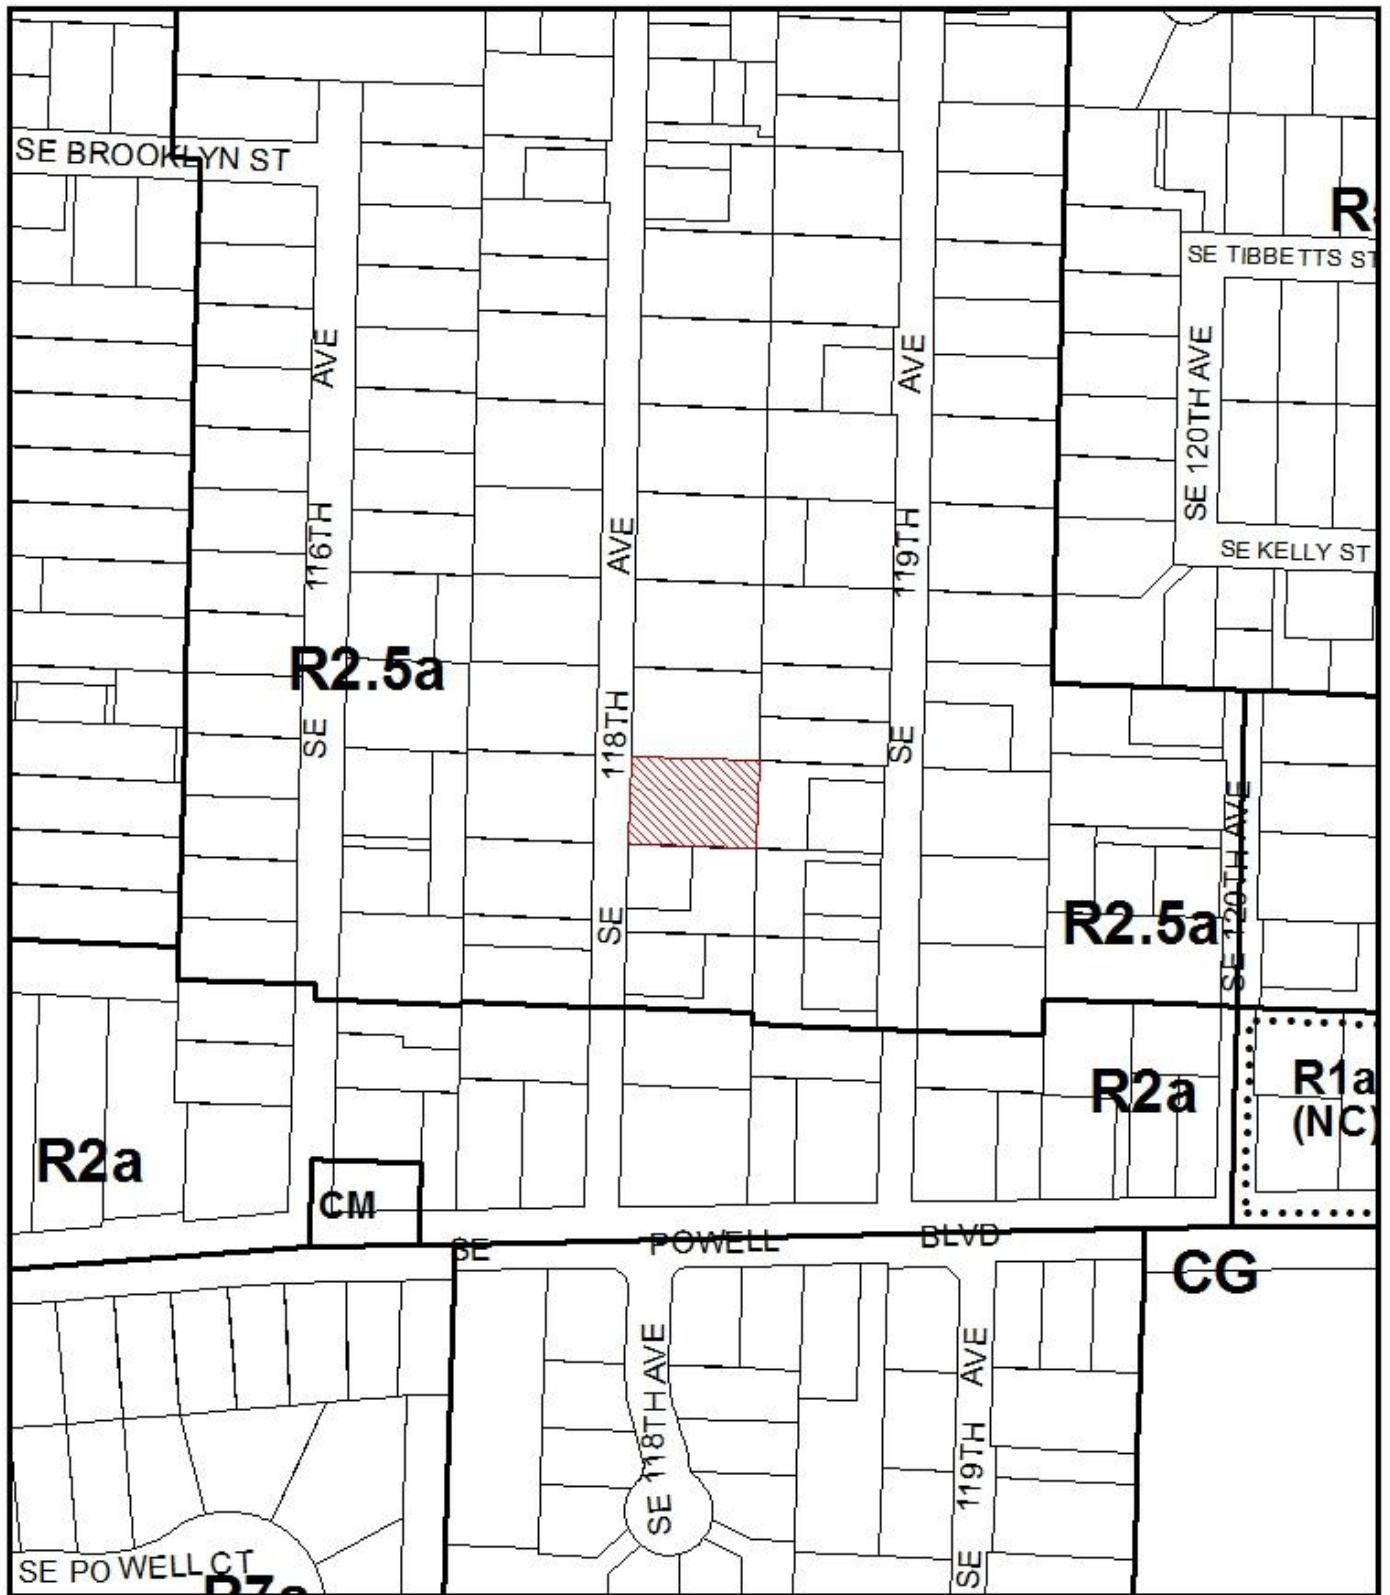 SE BROOKLYN ST
SE TIBBETTS ST
SE 120TH AVE
SE KELLY ST
SE 116TH AVE
SE 118TH AVE
SE 119TH AVE
R2.5a
SE 120TH AVE
R2.5a
R2a
R1a
(NC)
R2a
CM
SE POWELL BLVD
CG
SE 118TH AVE
SE 119TH AVE
SE POWELL CT